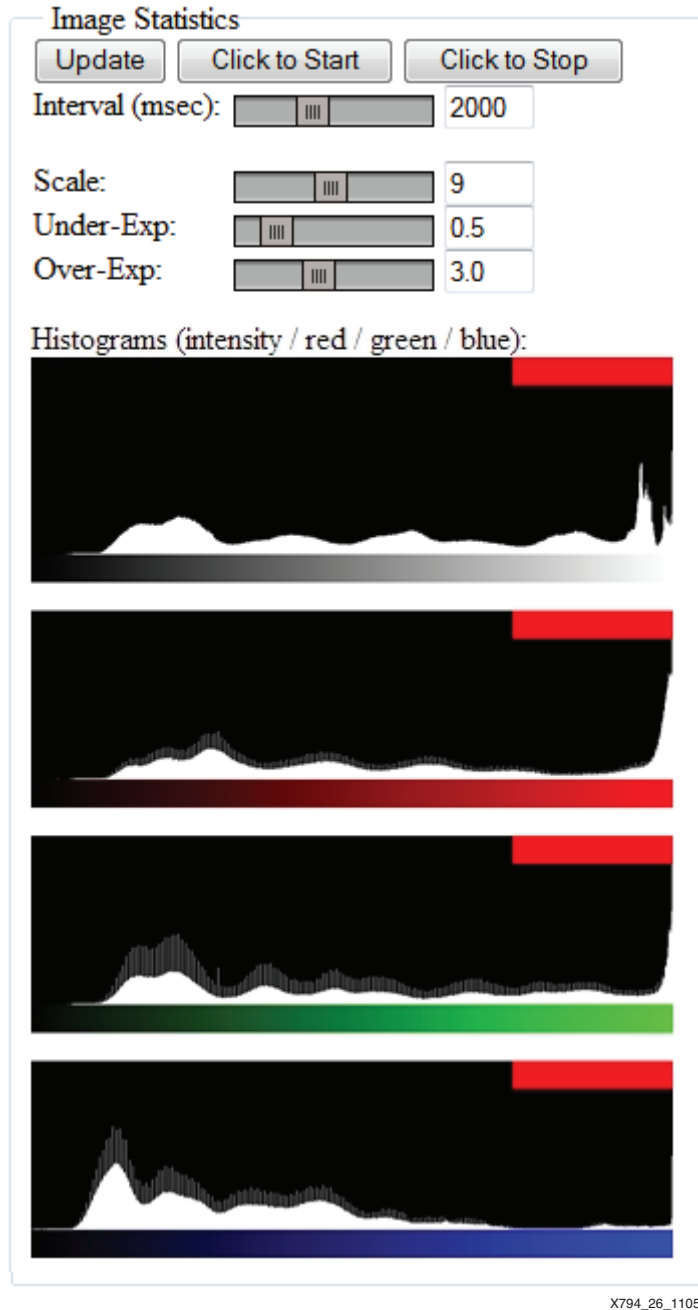 Image Statistics
Update Click to Start Click to Stop
Interval (msec): 2000
Scale: 9
Under-Exp: 0.5
Over-Exp: 3.0
Histograms (intensity / red / green / blue):
X794_26_1105